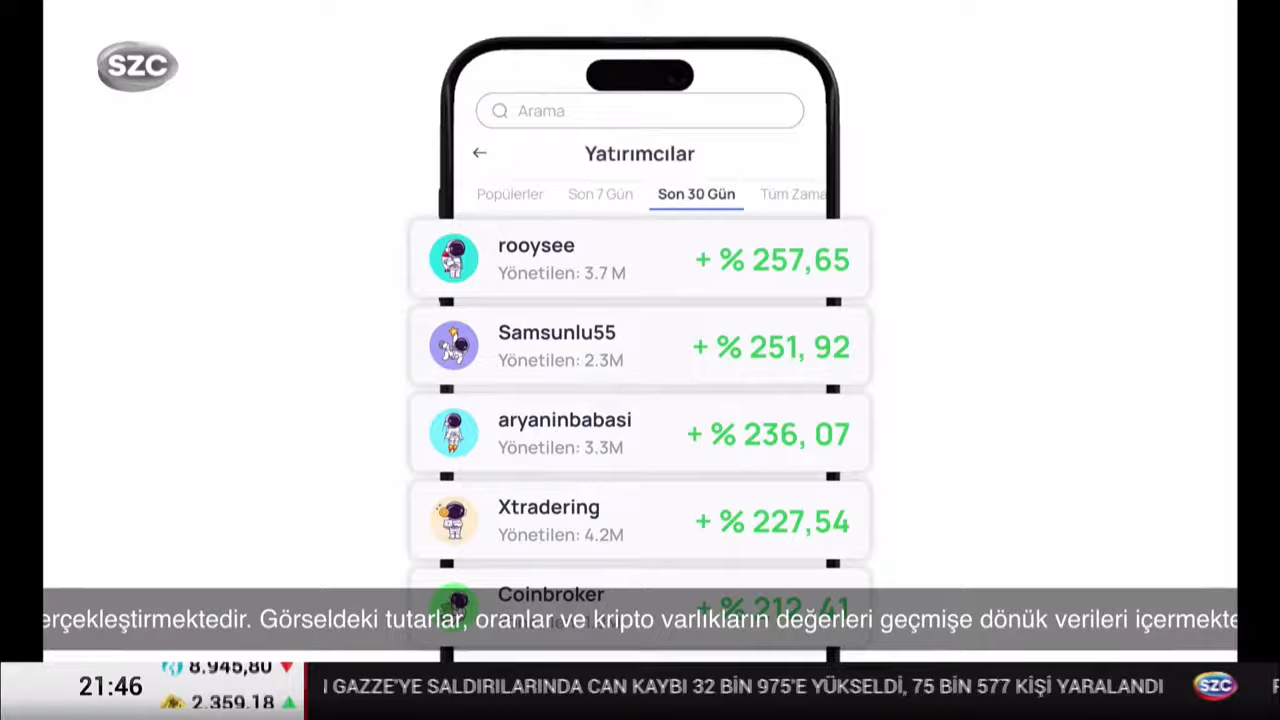 SZC
Arama
Yatırımcılar
Popülerler Son 7 Gün Son 30 Gün Tüm Zama
rooysee
Yönetilen: 3.7 M
+ % 257,65
Samsunlu55
Yönetilen: 2.3M
+ % 251, 92
aryaninbabasi
Yönetilen: 3.3M
+ % 236, 07
Xtradering
Yönetilen: 4.2M
+ % 227,54
Coinbroker
+ % 212,41
erçekleştirmektedir. Görseldeki tutarlar, oranlar ve kripto varlıkların değerleri geçmişe dönük verileri içermekte
21:46
8.945,80
2.359,18
GAZZE'YE SALDIRILARINDA CAN KAYBI 32 BİN 975'E YÜKSELDİ, 75 BİN 577 KİŞİ YARALANDI
SZC